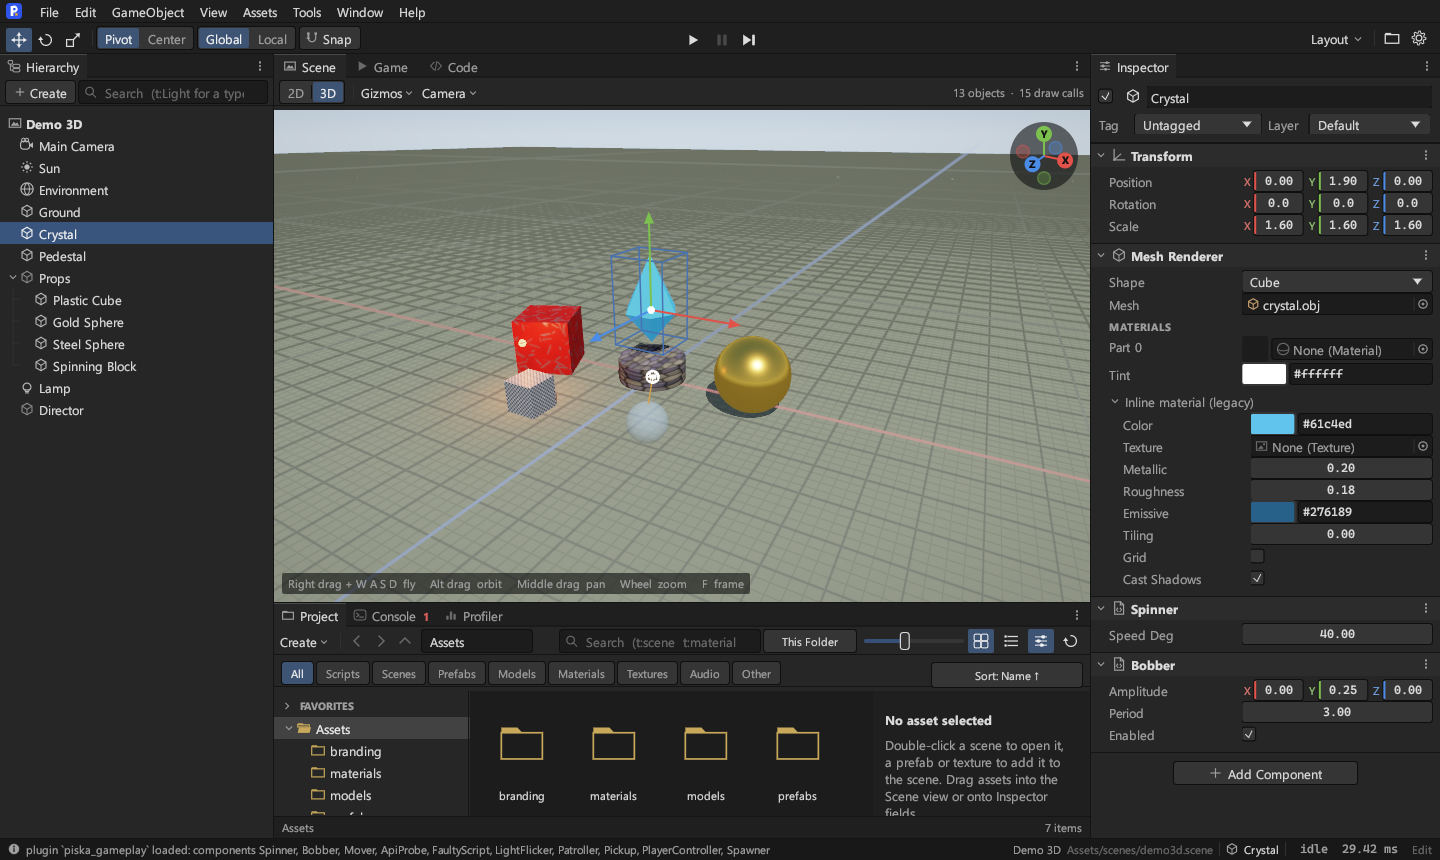 File Edit GameObject View Assets Tools Window Help
Pivot Center Global Local Snap Layout
Hierarchy
Create Search (t:Light for a type
Demo 3D
Main Camera
Sun
Environment
Ground
Crystal
Pedestal
Props
Plastic Cube
Gold Sphere
Steel Sphere
Spinning Block
Lamp
Director
Scene Game Code
2D 3D Gizmos Camera 13 objects · 15 draw calls
Y
X
Z
Right drag + W A S D fly Alt drag orbit Middle drag pan Wheel zoom F frame
Project Console 1 Profiler
Create Assets Search (t:scene t:material This Folder
All Scripts Scenes Prefabs Models Materials Textures Audio Other Sort: Name ↑
FAVORITES
Assets
branding
materials
models
branding materials models prefabs
No asset selected
Double-click a scene to open it,
a prefab or texture to add it to
the scene. Drag assets into the
Scene view or onto Inspector
fields.
Assets 7 items
Inspector
Crystal
Tag Untagged Layer Default
Transform
Position X 0.00 Y 1.90 Z 0.00
Rotation X 0.0 Y 0.0 Z 0.0
Scale X 1.60 Y 1.60 Z 1.60
Mesh Renderer
Shape Cube
Mesh crystal.obj
MATERIALS
Part 0 None (Material)
Tint #ffffff
Inline material (legacy)
Color #61c4ed
Texture None (Texture)
Metallic 0.20
Roughness 0.18
Emissive #276189
Tiling 0.00
Grid
Cast Shadows
Spinner
Speed Deg 40.00
Bobber
Amplitude X 0.00 Y 0.25 Z 0.00
Period 3.00
Enabled
Add Component
plugin `piska_gameplay` loaded: components Spinner, Bobber, Mover, ApiProbe, FaultyScript, LightFlicker, Patroller, Pickup, PlayerController, Spawner Demo 3D Assets/scenes/demo3d.scene Crystal idle 29.42 ms Edit